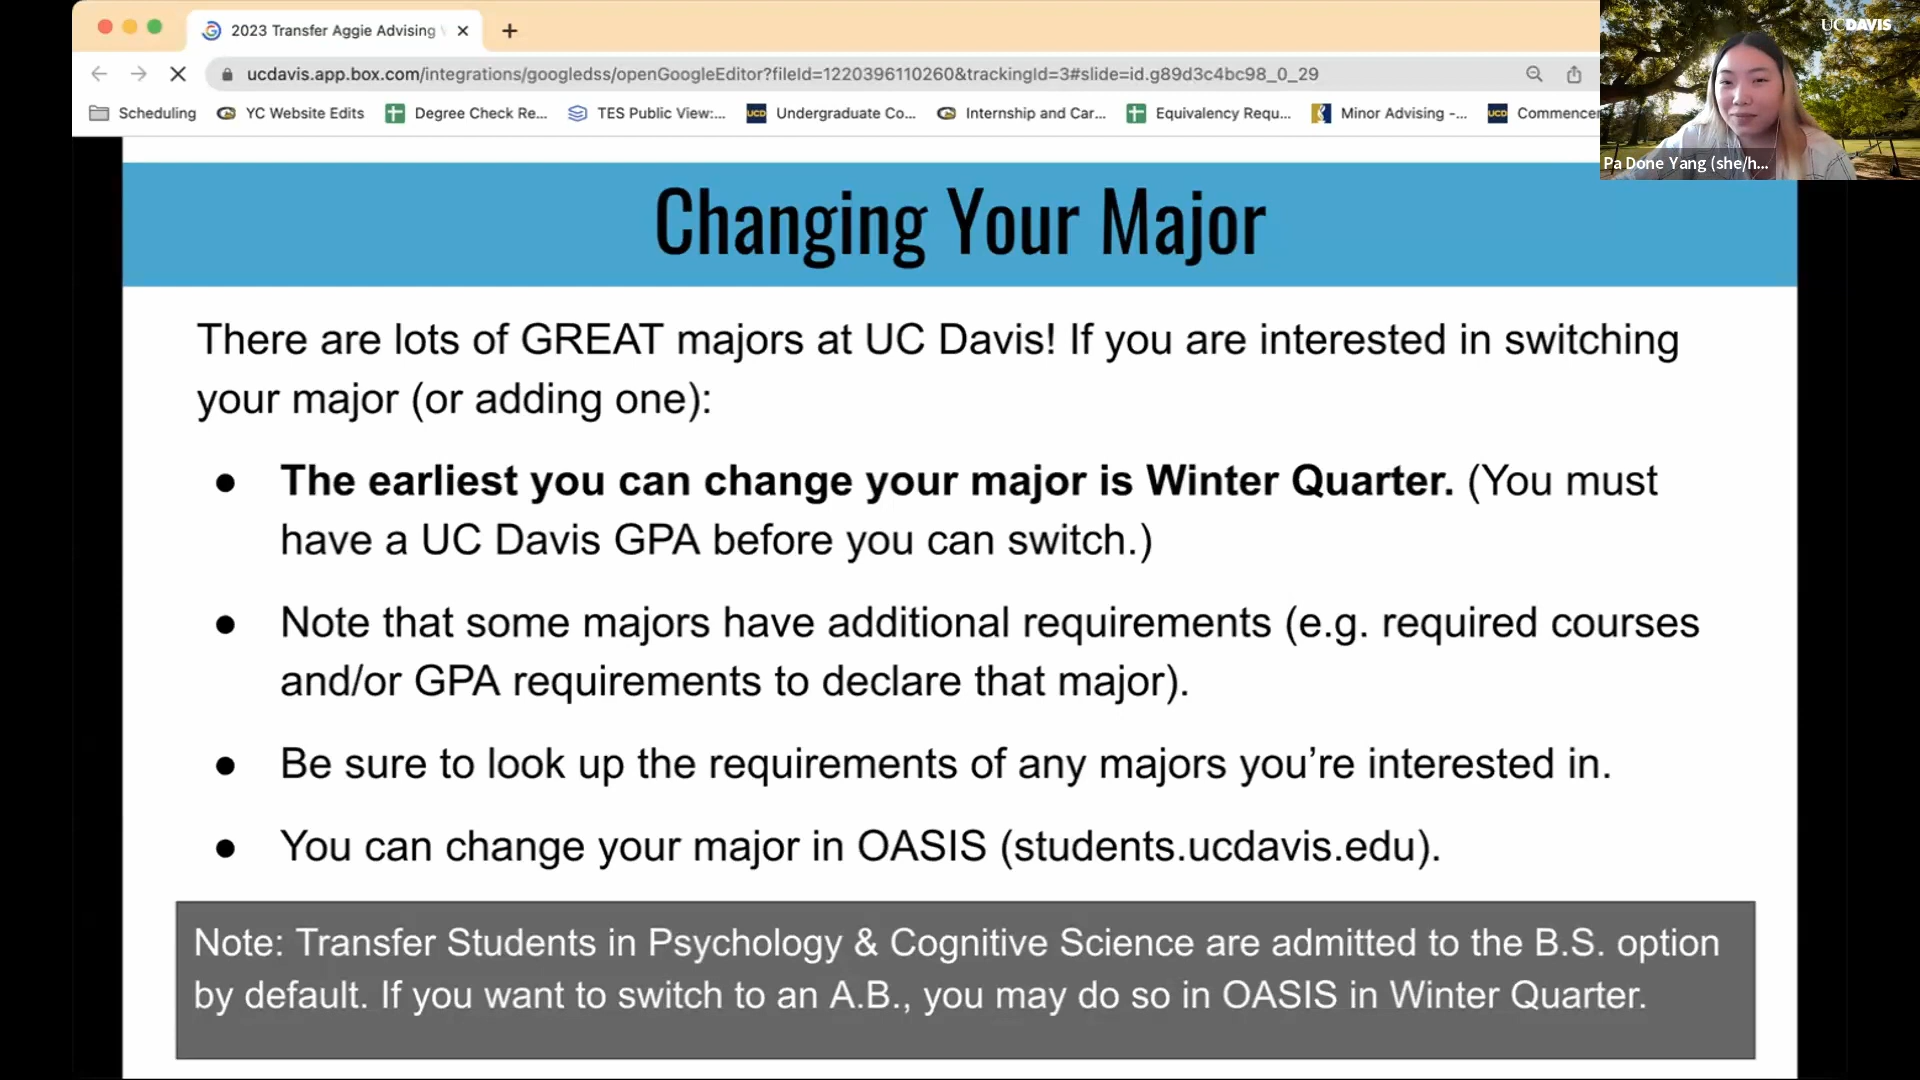 2023 Transfer Aggie Advising
ucdavis.app.box.com/integrations/googledss/openGoogleEditor?fileId=1220396110260&trackingId=3#slide=id.g89d3c4bc98_0_29
Scheduling YC Website Edits Degree Check Re... TES Public View:... UCD Undergraduate Co... Internship and Car... Equivalency Requ... Minor Advising -... UCD Commencer
UCDAVIS
Pa Done Yang (she/h...
Changing Your Major
There are lots of GREAT majors at UC Davis! If you are interested in switching
your major (or adding one):
● The earliest you can change your major is Winter Quarter. (You must
have a UC Davis GPA before you can switch.)
● Note that some majors have additional requirements (e.g. required courses
and/or GPA requirements to declare that major).
● Be sure to look up the requirements of any majors you’re interested in.
● You can change your major in OASIS (students.ucdavis.edu).
Note: Transfer Students in Psychology & Cognitive Science are admitted to the B.S. option
by default. If you want to switch to an A.B., you may do so in OASIS in Winter Quarter.